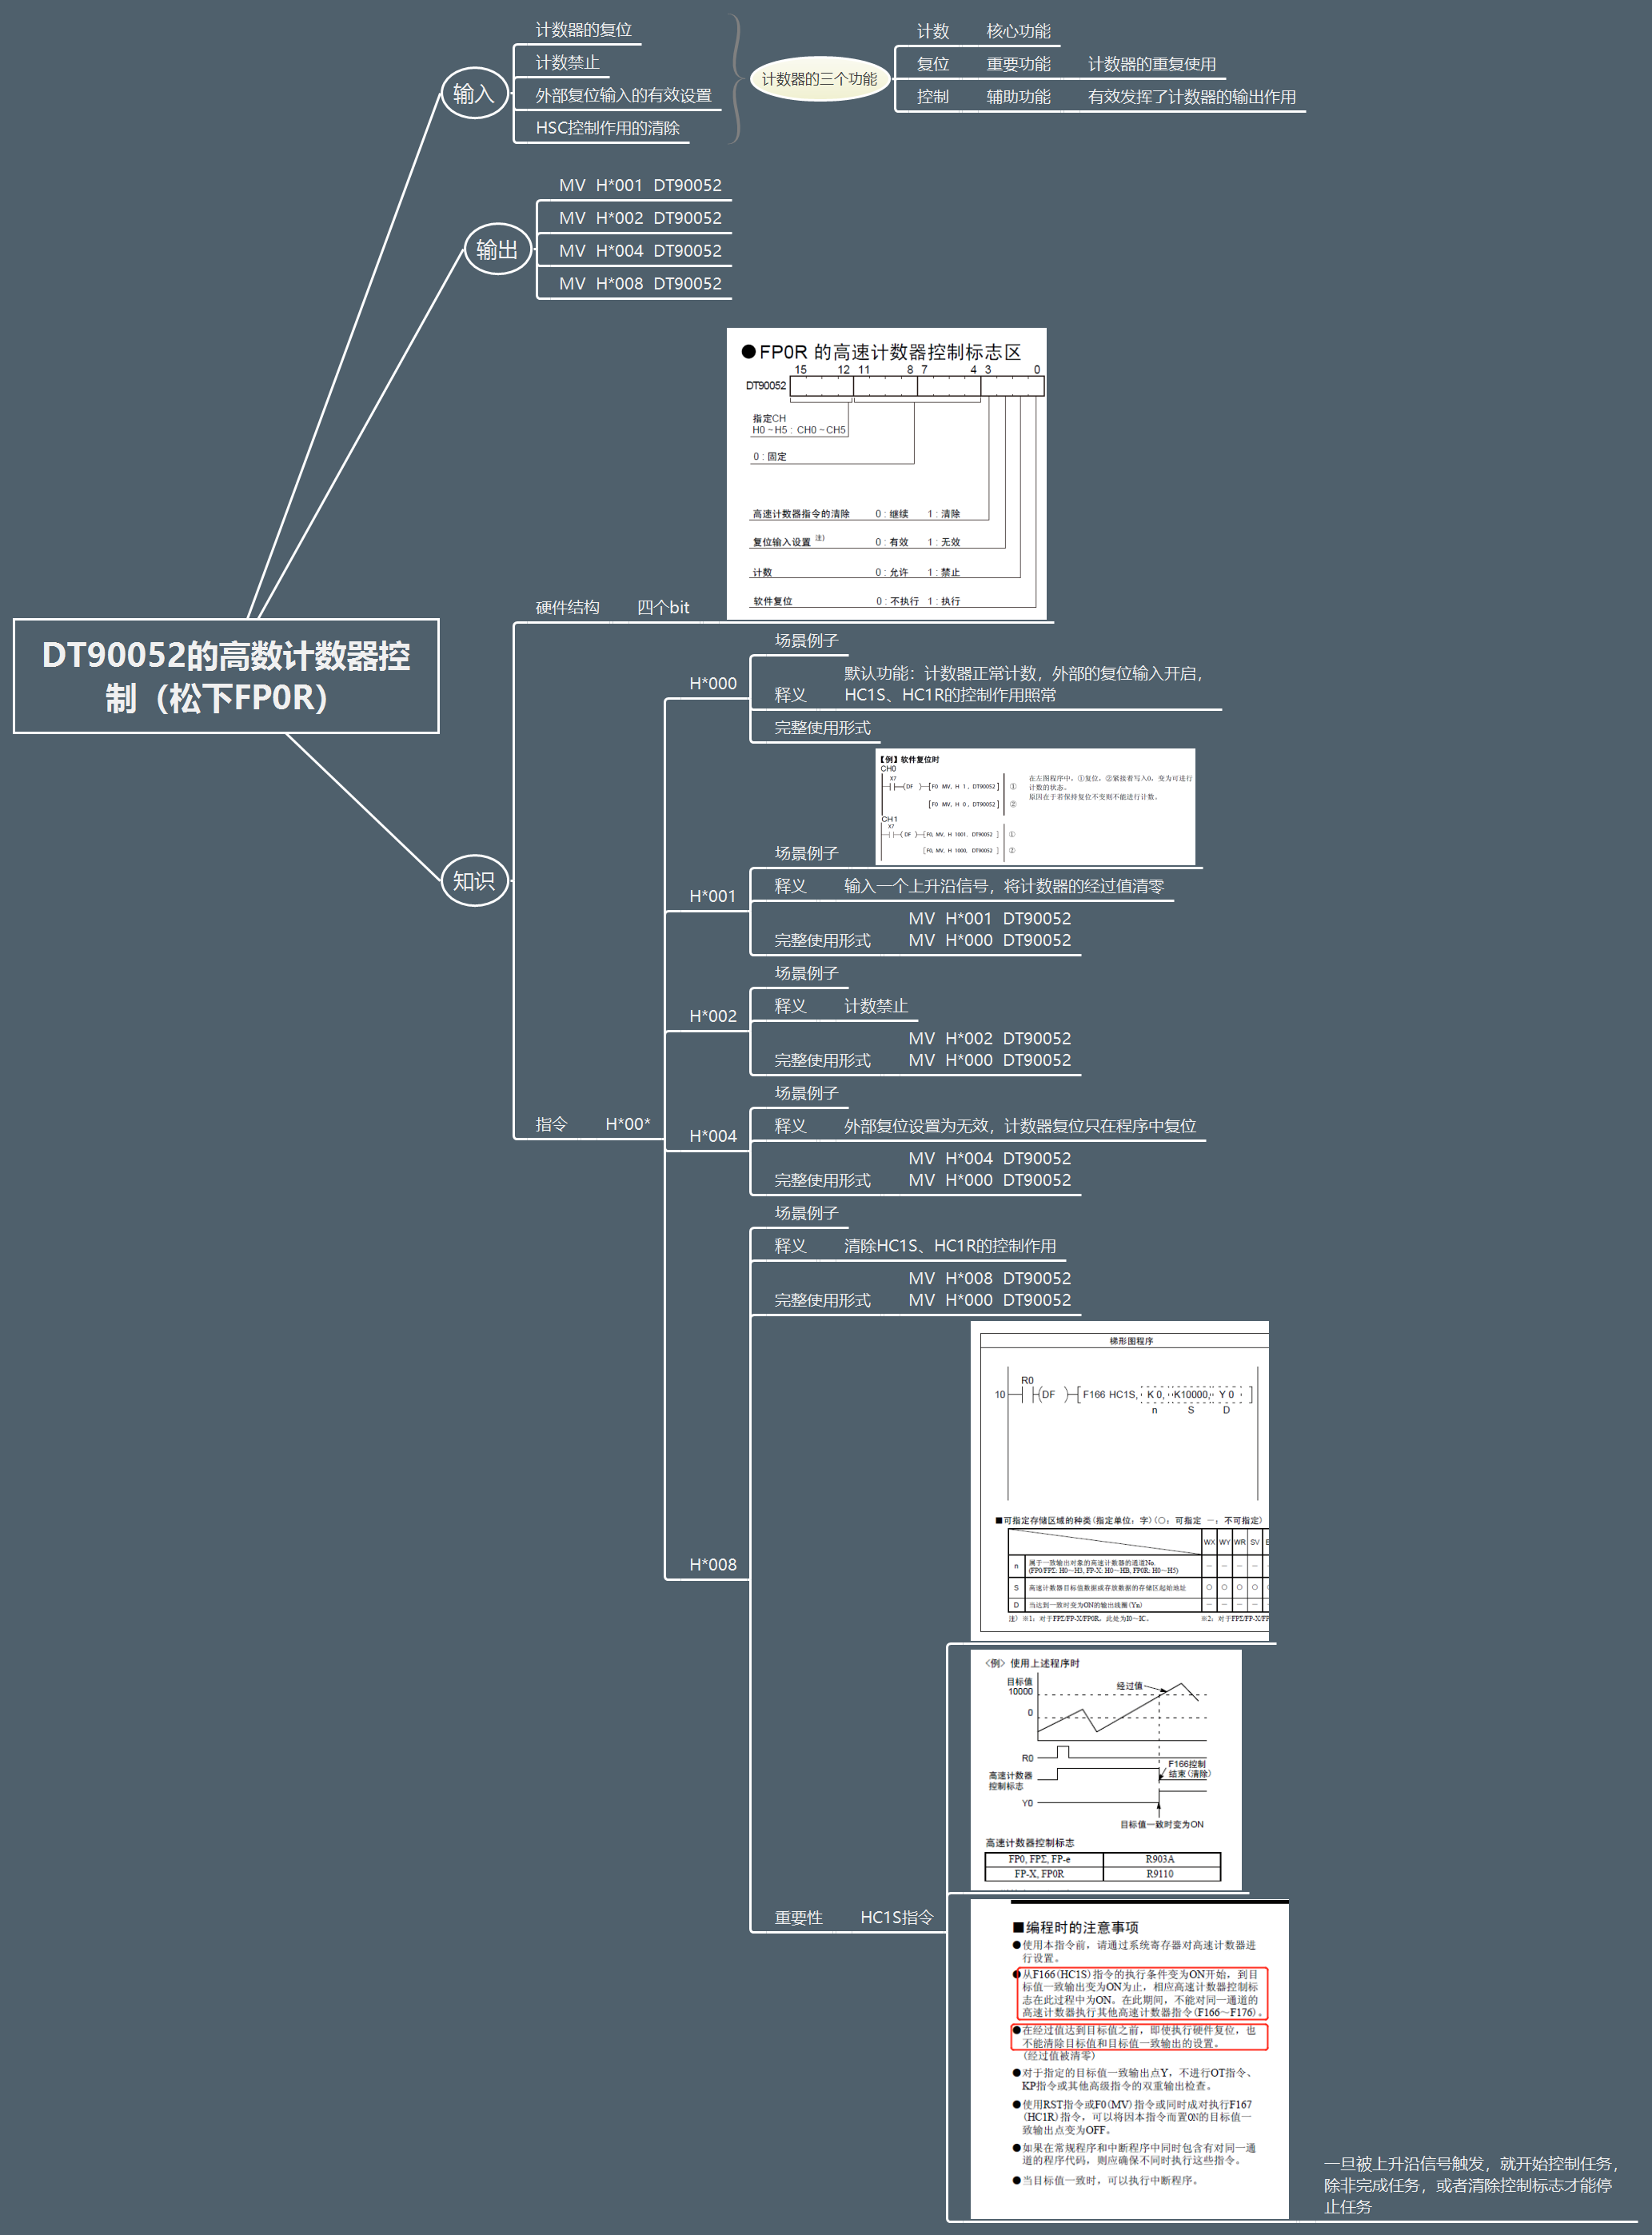 计数器的复位
计数禁止
输入
外部复位输入的有效设置
HSC控制作用的清除
计数器的三个功能
计数 核心功能
复位 重要功能 计数器的重复使用
控制 辅助功能 有效发挥了计数器的输出作用
MV H*001 DT90052
MV H*002 DT90052
输出
MV H*004 DT90052
MV H*008 DT90052
●FP0R 的高速计数器控制标志区
15 12 11 8 7 4 3 0
DT90052
指定CH
H0~H5：CH0~CH5
0：固定
高速计数器指令的清除 0：继续 1：清除
复位输入设置 注) 0：有效 1：无效
计数 0：允许 1：禁止
软件复位 0：不执行 1：执行
硬件结构 四个bit
DT90052的高数计数器控
制（松下FP0R）
知识
指令 H*00*
H*000
场景例子
释义
默认功能：计数器正常计数，外部的复位输入开启，
HC1S、HC1R的控制作用照常
完整使用形式
H*001
场景例子
【例】软件复位时
CH0
X7
(DF ) [F0 MV, H 1 , DT90052 ] ①
[F0 MV, H 0 , DT90052 ] ②
CH1
X7
( DF ) [F0, MV, H 1001, DT90052 ] ①
[F0, MV, H 1000, DT90052 ] ②
在左图程序中，①复位，②紧接着写入0，变为可进行
计数的状态。
原因在于若保持复位不变则不能进行计数。
释义 输入一个上升沿信号，将计数器的经过值清零
完整使用形式
MV H*001 DT90052
MV H*000 DT90052
H*002
场景例子
释义 计数禁止
完整使用形式
MV H*002 DT90052
MV H*000 DT90052
H*004
场景例子
释义 外部复位设置为无效，计数器复位只在程序中复位
完整使用形式
MV H*004 DT90052
MV H*000 DT90052
H*008
场景例子
释义 清除HC1S、HC1R的控制作用
完整使用形式
MV H*008 DT90052
MV H*000 DT90052
重要性 HC1S指令
梯形图程序
R0
10 (DF ) [F166 HC1S, K 0, K10000, Y 0 ]
n S D
■可指定存储区域的种类(指定单位：字)(○：可指定 －：不可指定)
WX WY WR SV
n 属于一致输出对象的高速计数器的通道No.
(FP0/FPΣ: H0～H3, FP-X: H0～HB, FP0R: H0～H5)
－ － － －
S 高速计数器目标值数据或存放数据的存储区起始地址 ○ ○ ○ ○
D 当达到一致时变为ON的输出线圈(Yn) － － － －
注) ※1：对于FPΣ/FP-X/FP0R，此处为I0～IC。 ※2：对于FPΣ/FP-X/FP
<例> 使用上述程序时
目标值
10000
经过值
0
R0
高速计数器
控制标志
F166控制
结束(清除)
Y0
目标值一致时变为ON
高速计数器控制标志
FP0, FPΣ, FP-e R903A
FP-X, FP0R R9110
■编程时的注意事项
●使用本指令前，请通过系统寄存器对高速计数器进
行设置。
●从F166(HC1S)指令的执行条件变为ON开始，到目
标值一致输出变为ON为止，相应高速计数器控制标
志在此过程中为ON。在此期间，不能对同一通道的
高速计数器执行其他高速计数器指令(F166～F176)。
●在经过值达到目标值之前，即使执行硬件复位，也
不能清除目标值和目标值一致输出的设置。
(经过值被清零)
●对于指定的目标值一致输出点Y，不进行OT指令、
KP指令或其他高级指令的双重输出检查。
●使用RST指令或F0(MV)指令或同时成对执行F167
(HC1R)指令，可以将因本指令而置ON的目标值一
致输出点变为OFF。
●如果在常规程序和中断程序中同时包含有对同一通
道的程序代码，则应确保不同时执行这些指令。
●当目标值一致时，可以执行中断程序。
一旦被上升沿信号触发，就开始控制任务，
除非完成任务，或者清除控制标志才能停
止任务